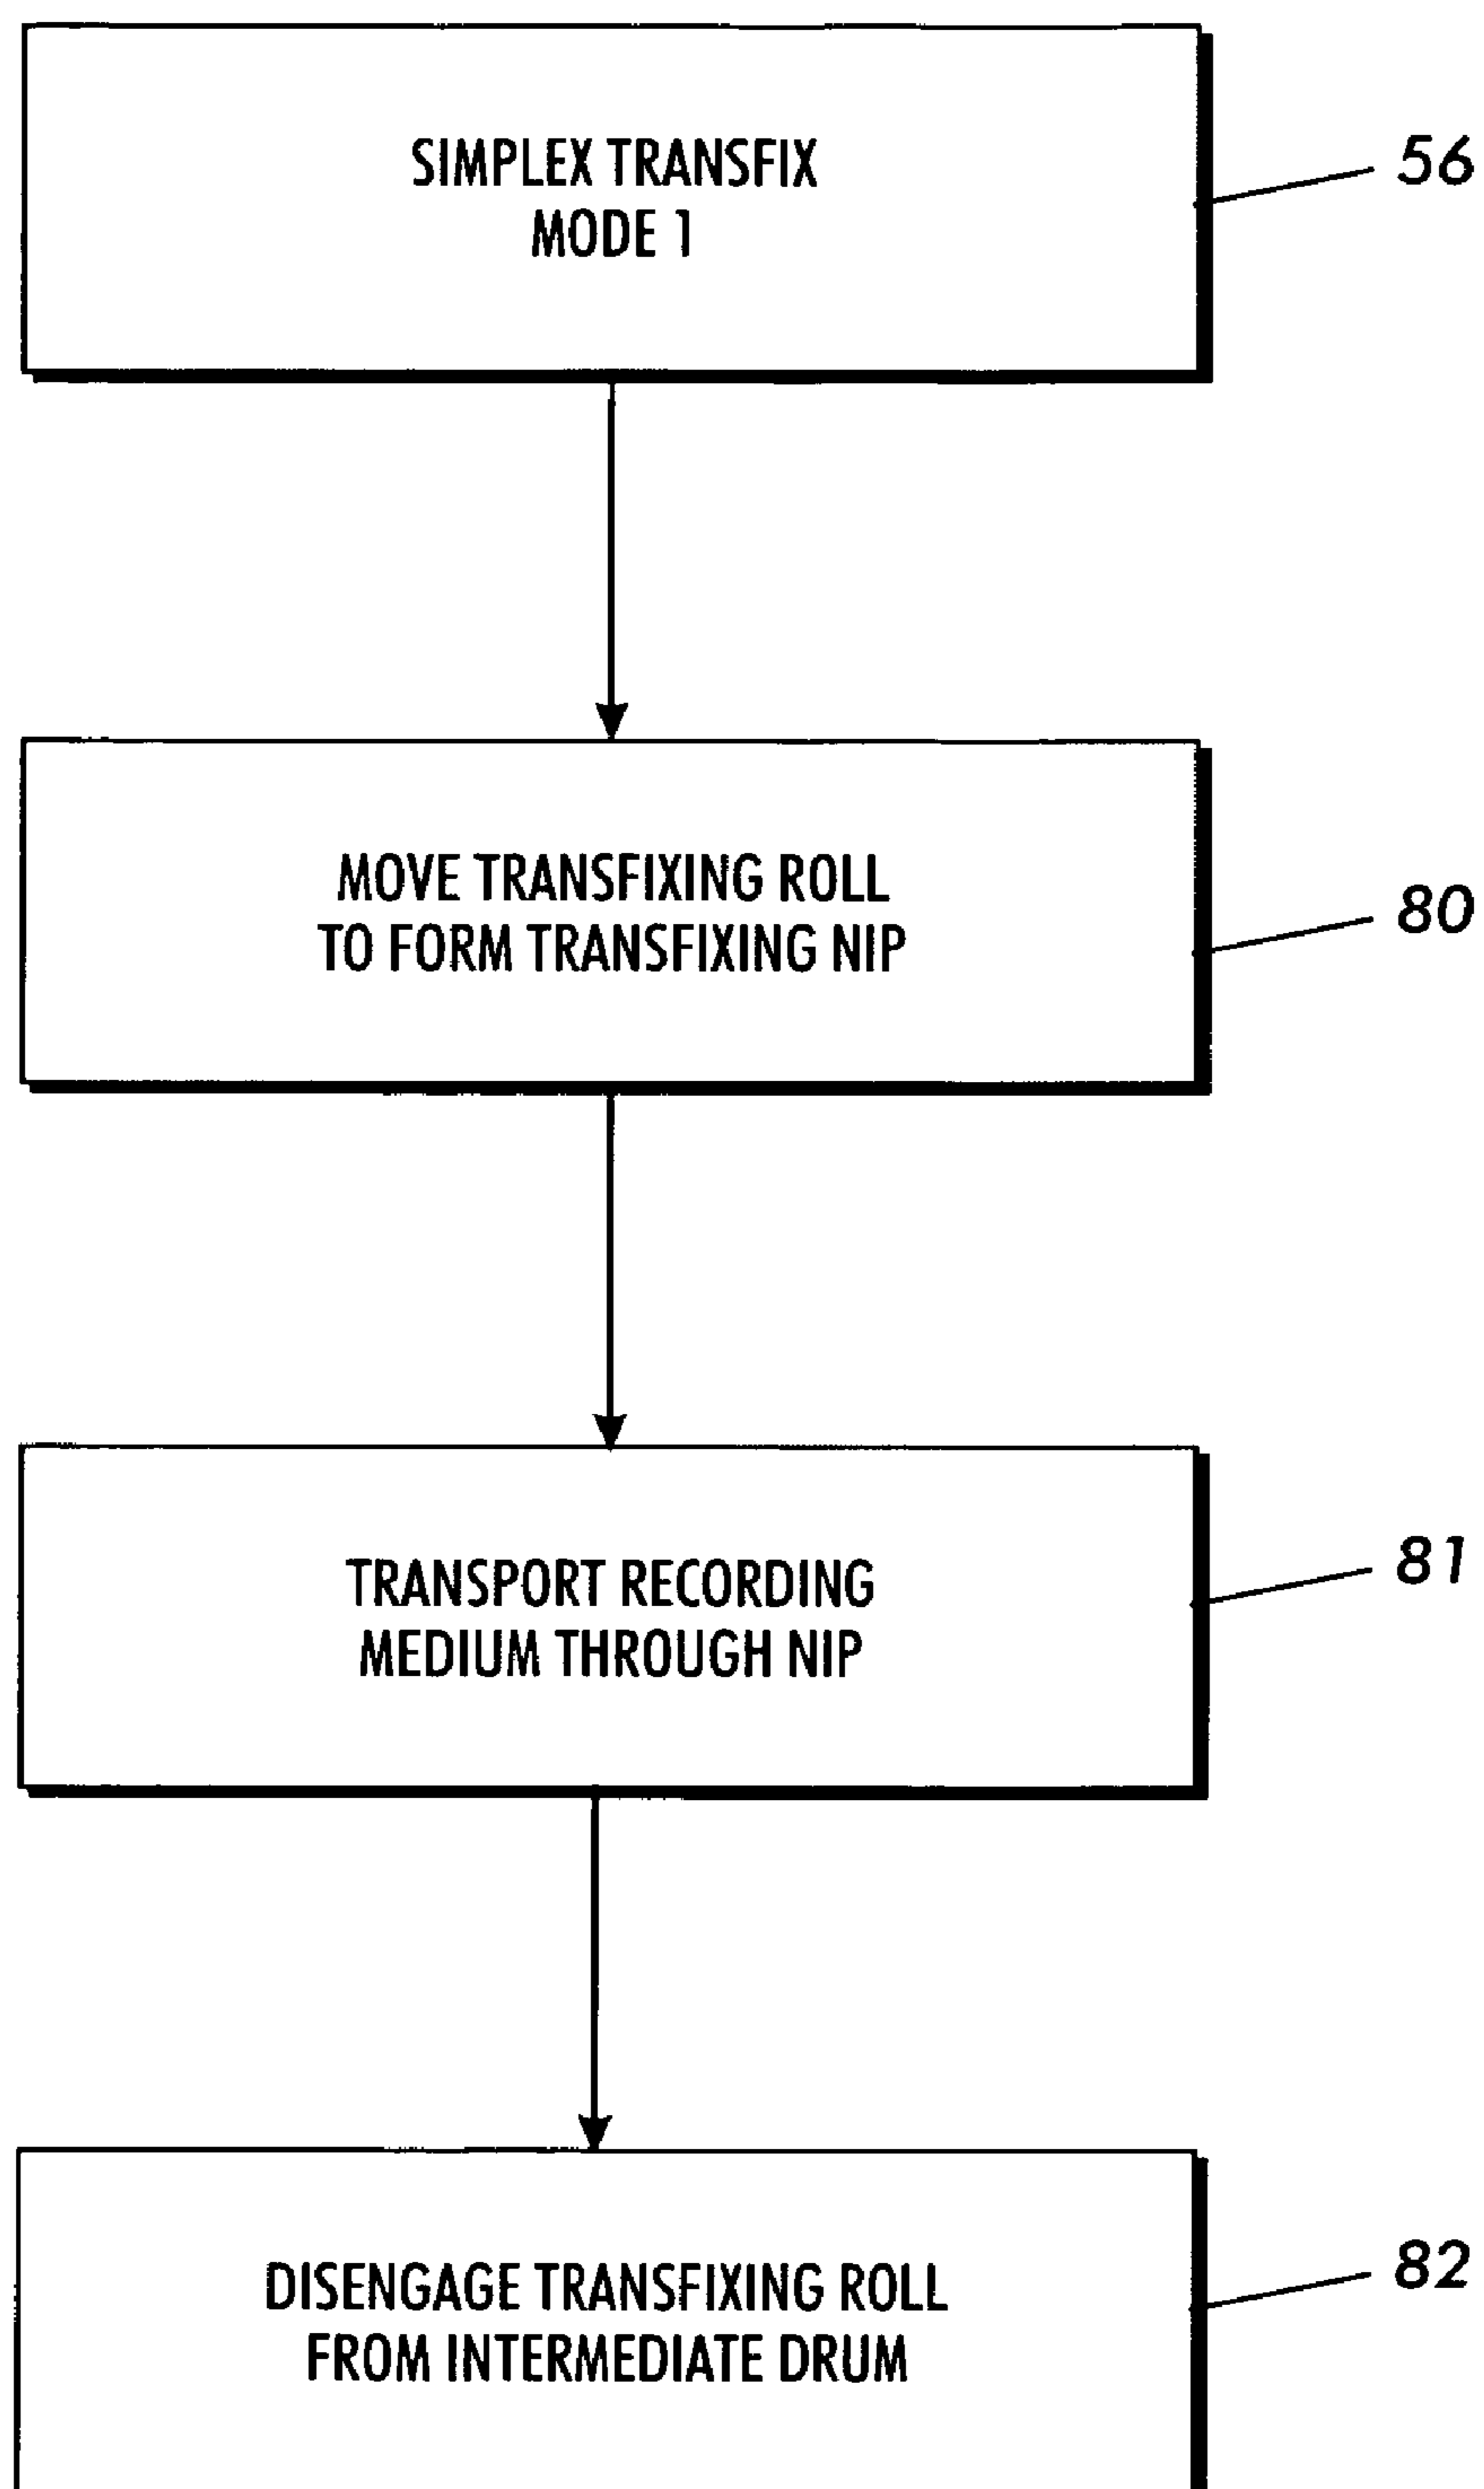 SIMPLEX TRANSFIX
MODE 1
56
MOVE TRANSFIXING ROLL
TO FORM TRANSFIXING NIP
80
TRANSPORT RECORDING
MEDIUM THROUGH NIP
81
DISENGAGE TRANSFIXING ROLL
FROM INTERMEDIATE DRUM
82